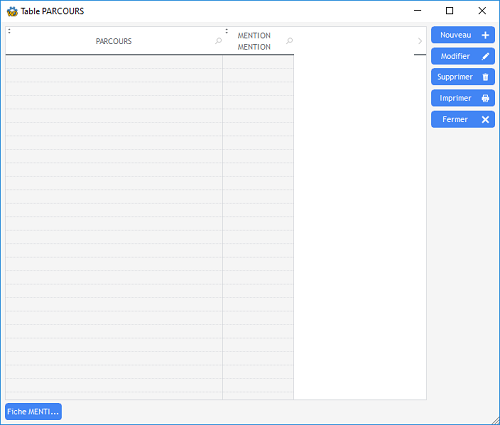 Table PARCOURS
PARCOURS
MENTION
MENTION
Nouveau
Modifier
Supprimer
Imprimer
Fermer
Fiche MENTI...